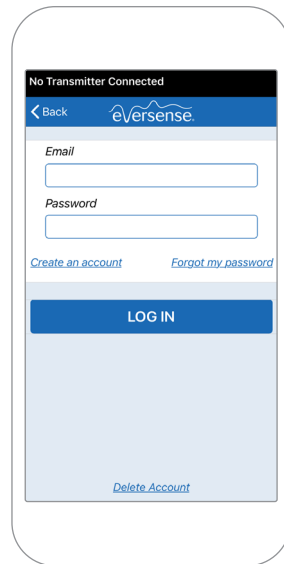 No Transmitter Connected
Back
eversense.
Email
Password
Create an account Forgot my password
LOG IN
Delete Account